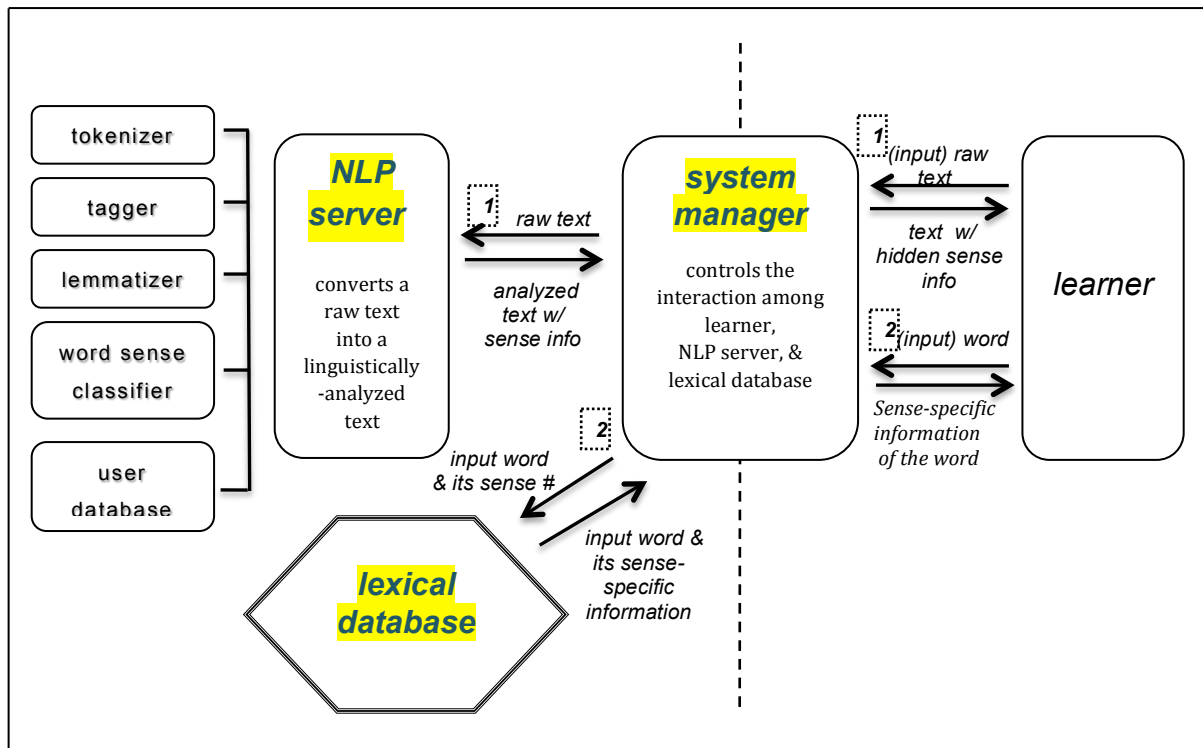 tokenizer
tagger
lemmatizer
word sense
classifier
user
database
NLP
server
converts a
raw text
into a
linguistically
-analyzed
text
1
raw text
analyzed
text w/
sense info
system
manager
controls the
interaction among
learner,
NLP server, &
lexical database
1
(input) raw
text
text w/
hidden sense
info
2
(input) word
Sense-specific
information
of the word
learner
2
input word
& its sense #
input word &
its sense-
specific
information
lexical
database